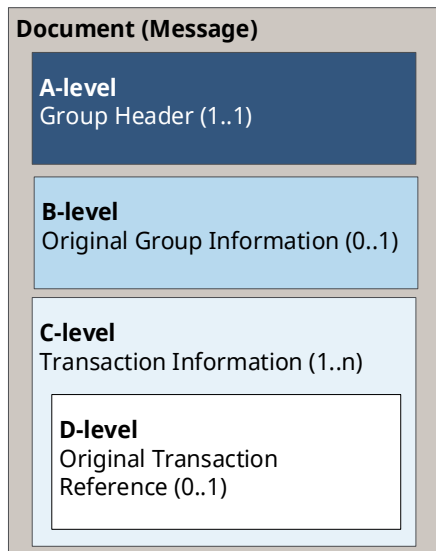 Document (Message)
A-level
Group Header (1..1)
B-level
Original Group Information (0..1)
C-level
Transaction Information (1..n)
D-level
Original Transaction
Reference (0..1)